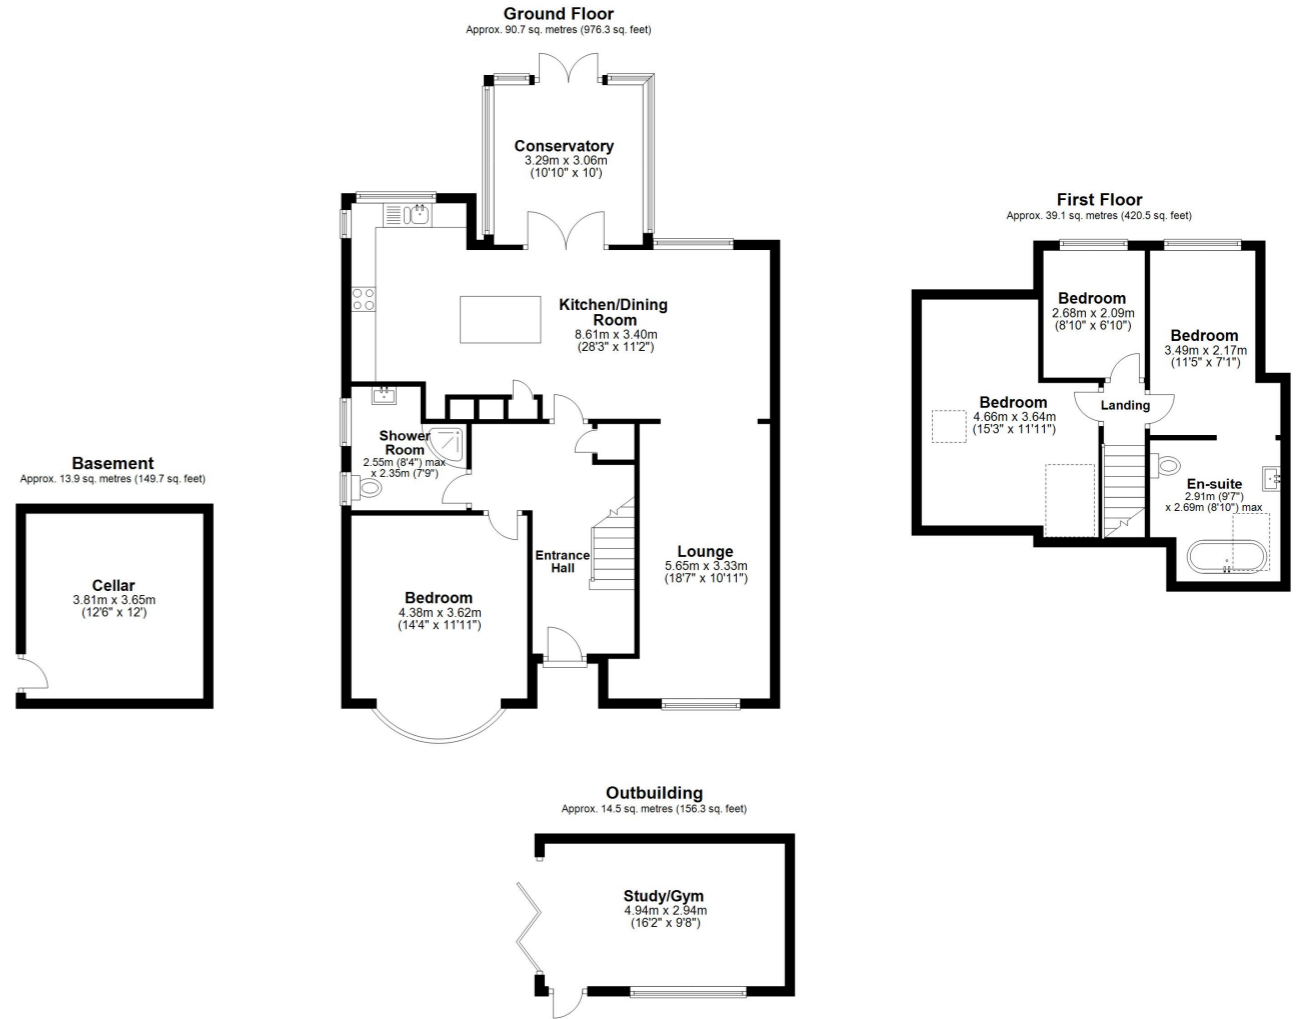 Ground Floor
Approx. 90.7 sq. metres (976.3 sq. feet)
Conservatory
3.29m x 3.06m
(10'10" x 10')
Kitchen/Dining
Room
8.61m x 3.40m
(28'3" x 11'2")
Shower
Room
2.55m (8'4") max
x 2.35m (7'9")
Entrance
Hall
Lounge
5.65m x 3.33m
(18'7" x 10'11")
Bedroom
4.38m x 3.62m
(14'4" x 11'11")
First Floor
Approx. 39.1 sq. metres (420.5 sq. feet)
Bedroom
2.68m x 2.09m
(8'10" x 6'10")
Bedroom
3.49m x 2.17m
(11'5" x 7'1")
Bedroom
4.66m x 3.64m
(15'3" x 11'11")
Landing
En-suite
2.91m (9'7")
x 2.69m (8'10") max
Basement
Approx. 13.9 sq. metres (149.7 sq. feet)
Cellar
3.81m x 3.65m
(12'6" x 12')
Outbuilding
Approx. 14.5 sq. metres (156.3 sq. feet)
Study/Gym
4.94m x 2.94m
(16'2" x 9'8")